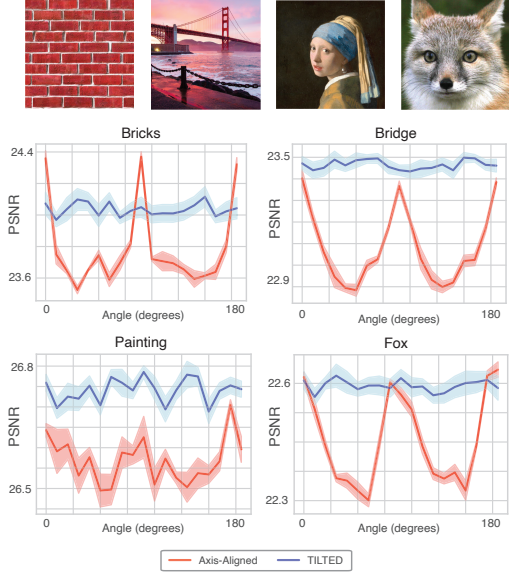 Bricks
Bridge
24.4
23.6
PSNR
0
180
Angle (degrees)
23.5
22.9
PSNR
0
180
Angle (degrees)
Painting
Fox
26.8
26.5
PSNR
0
180
Angle (degrees)
22.6
22.3
PSNR
0
180
Angle (degrees)
Axis-Aligned
TILTED